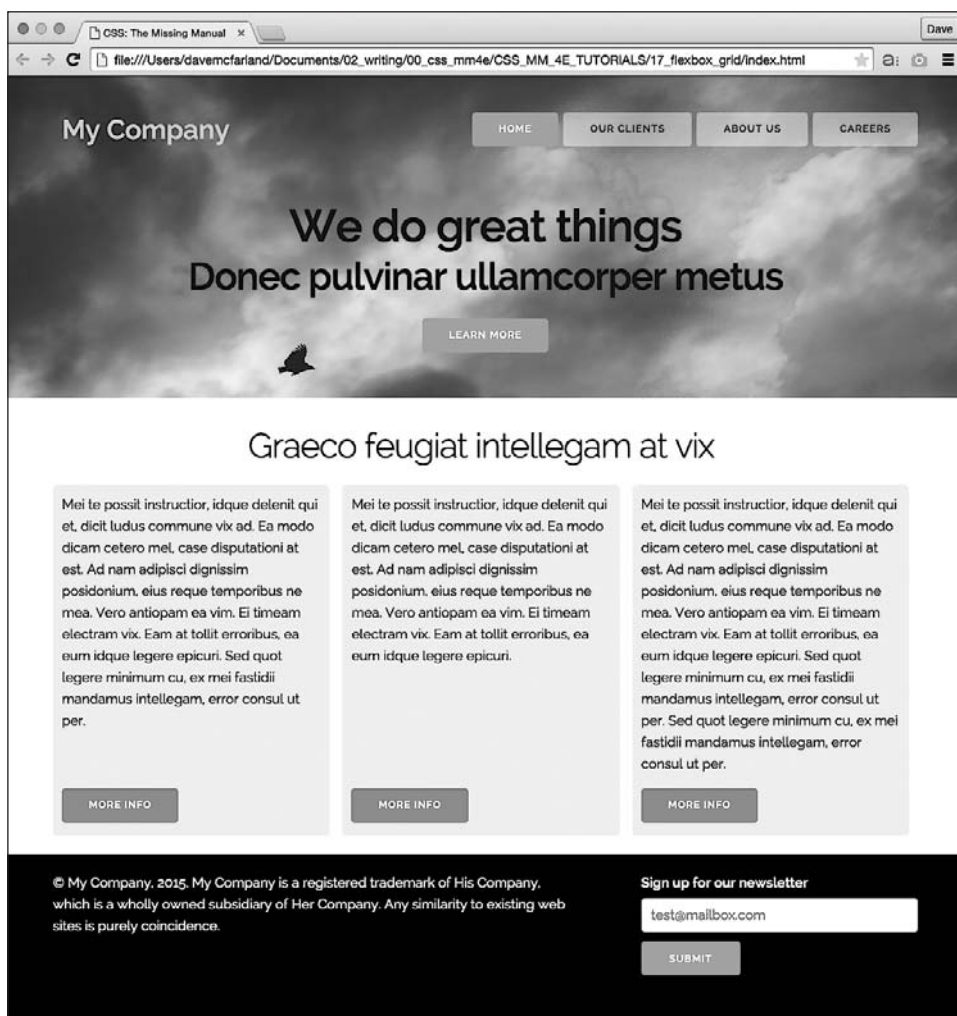 CSS: The Missing Manual
Dave
file:///Users/davemcfarland/Documents/02_writing/00_css_mm4e/CSS_MM_4E_TUTORIALS/17_flexbox_grid/index.html
a:
My Company
HOME
OUR CLIENTS
ABOUT US
CAREERS
We do great things
Donec pulvinar ullamcorper metus
LEARN MORE
Graeco feugiat intellegam at vix
Mei te possit instructior, idque delenit qui
et, dicit ludus commune vix ad. Ea modo
dicam cetero mel, case disputationi at
est. Ad nam adipisci dignissim
posidonium, eius reque temporibus ne
mea. Vero antiopam ea vim. Ei timeam
electram vix. Eam at tollit erroribus, ea
eum idque legere epicuri. Sed quot
legere minimum cu, ex mei fastidii
mandamus intellegam, error consul ut
per.
MORE INFO
Mei te possit instructior, idque delenit qui
et, dicit ludus commune vix ad. Ea modo
dicam cetero mel, case disputationi at
est. Ad nam adipisci dignissim
posidonium, eius reque temporibus ne
mea. Vero antiopam ea vim. Ei timeam
electram vix. Eam at tollit erroribus, ea
eum idque legere epicuri.
MORE INFO
Mei te possit instructior, idque delenit qui
et, dicit ludus commune vix ad. Ea modo
dicam cetero mel, case disputationi at
est. Ad nam adipisci dignissim
posidonium, eius reque temporibus ne
mea. Vero antiopam ea vim. Ei timeam
electram vix. Eam at tollit erroribus, ea
eum idque legere epicuri. Sed quot
legere minimum cu, ex mei fastidii
mandamus intellegam, error consul ut
per. Sed quot legere minimum cu, ex mei
fastidii mandamus intellegam, error
consul ut per.
MORE INFO
© My Company, 2015. My Company is a registered trademark of His Company,
which is a wholly owned subsidiary of Her Company. Any similarity to existing web
sites is purely coincidence.
Sign up for our newsletter
test@mailbox.com
SUBMIT